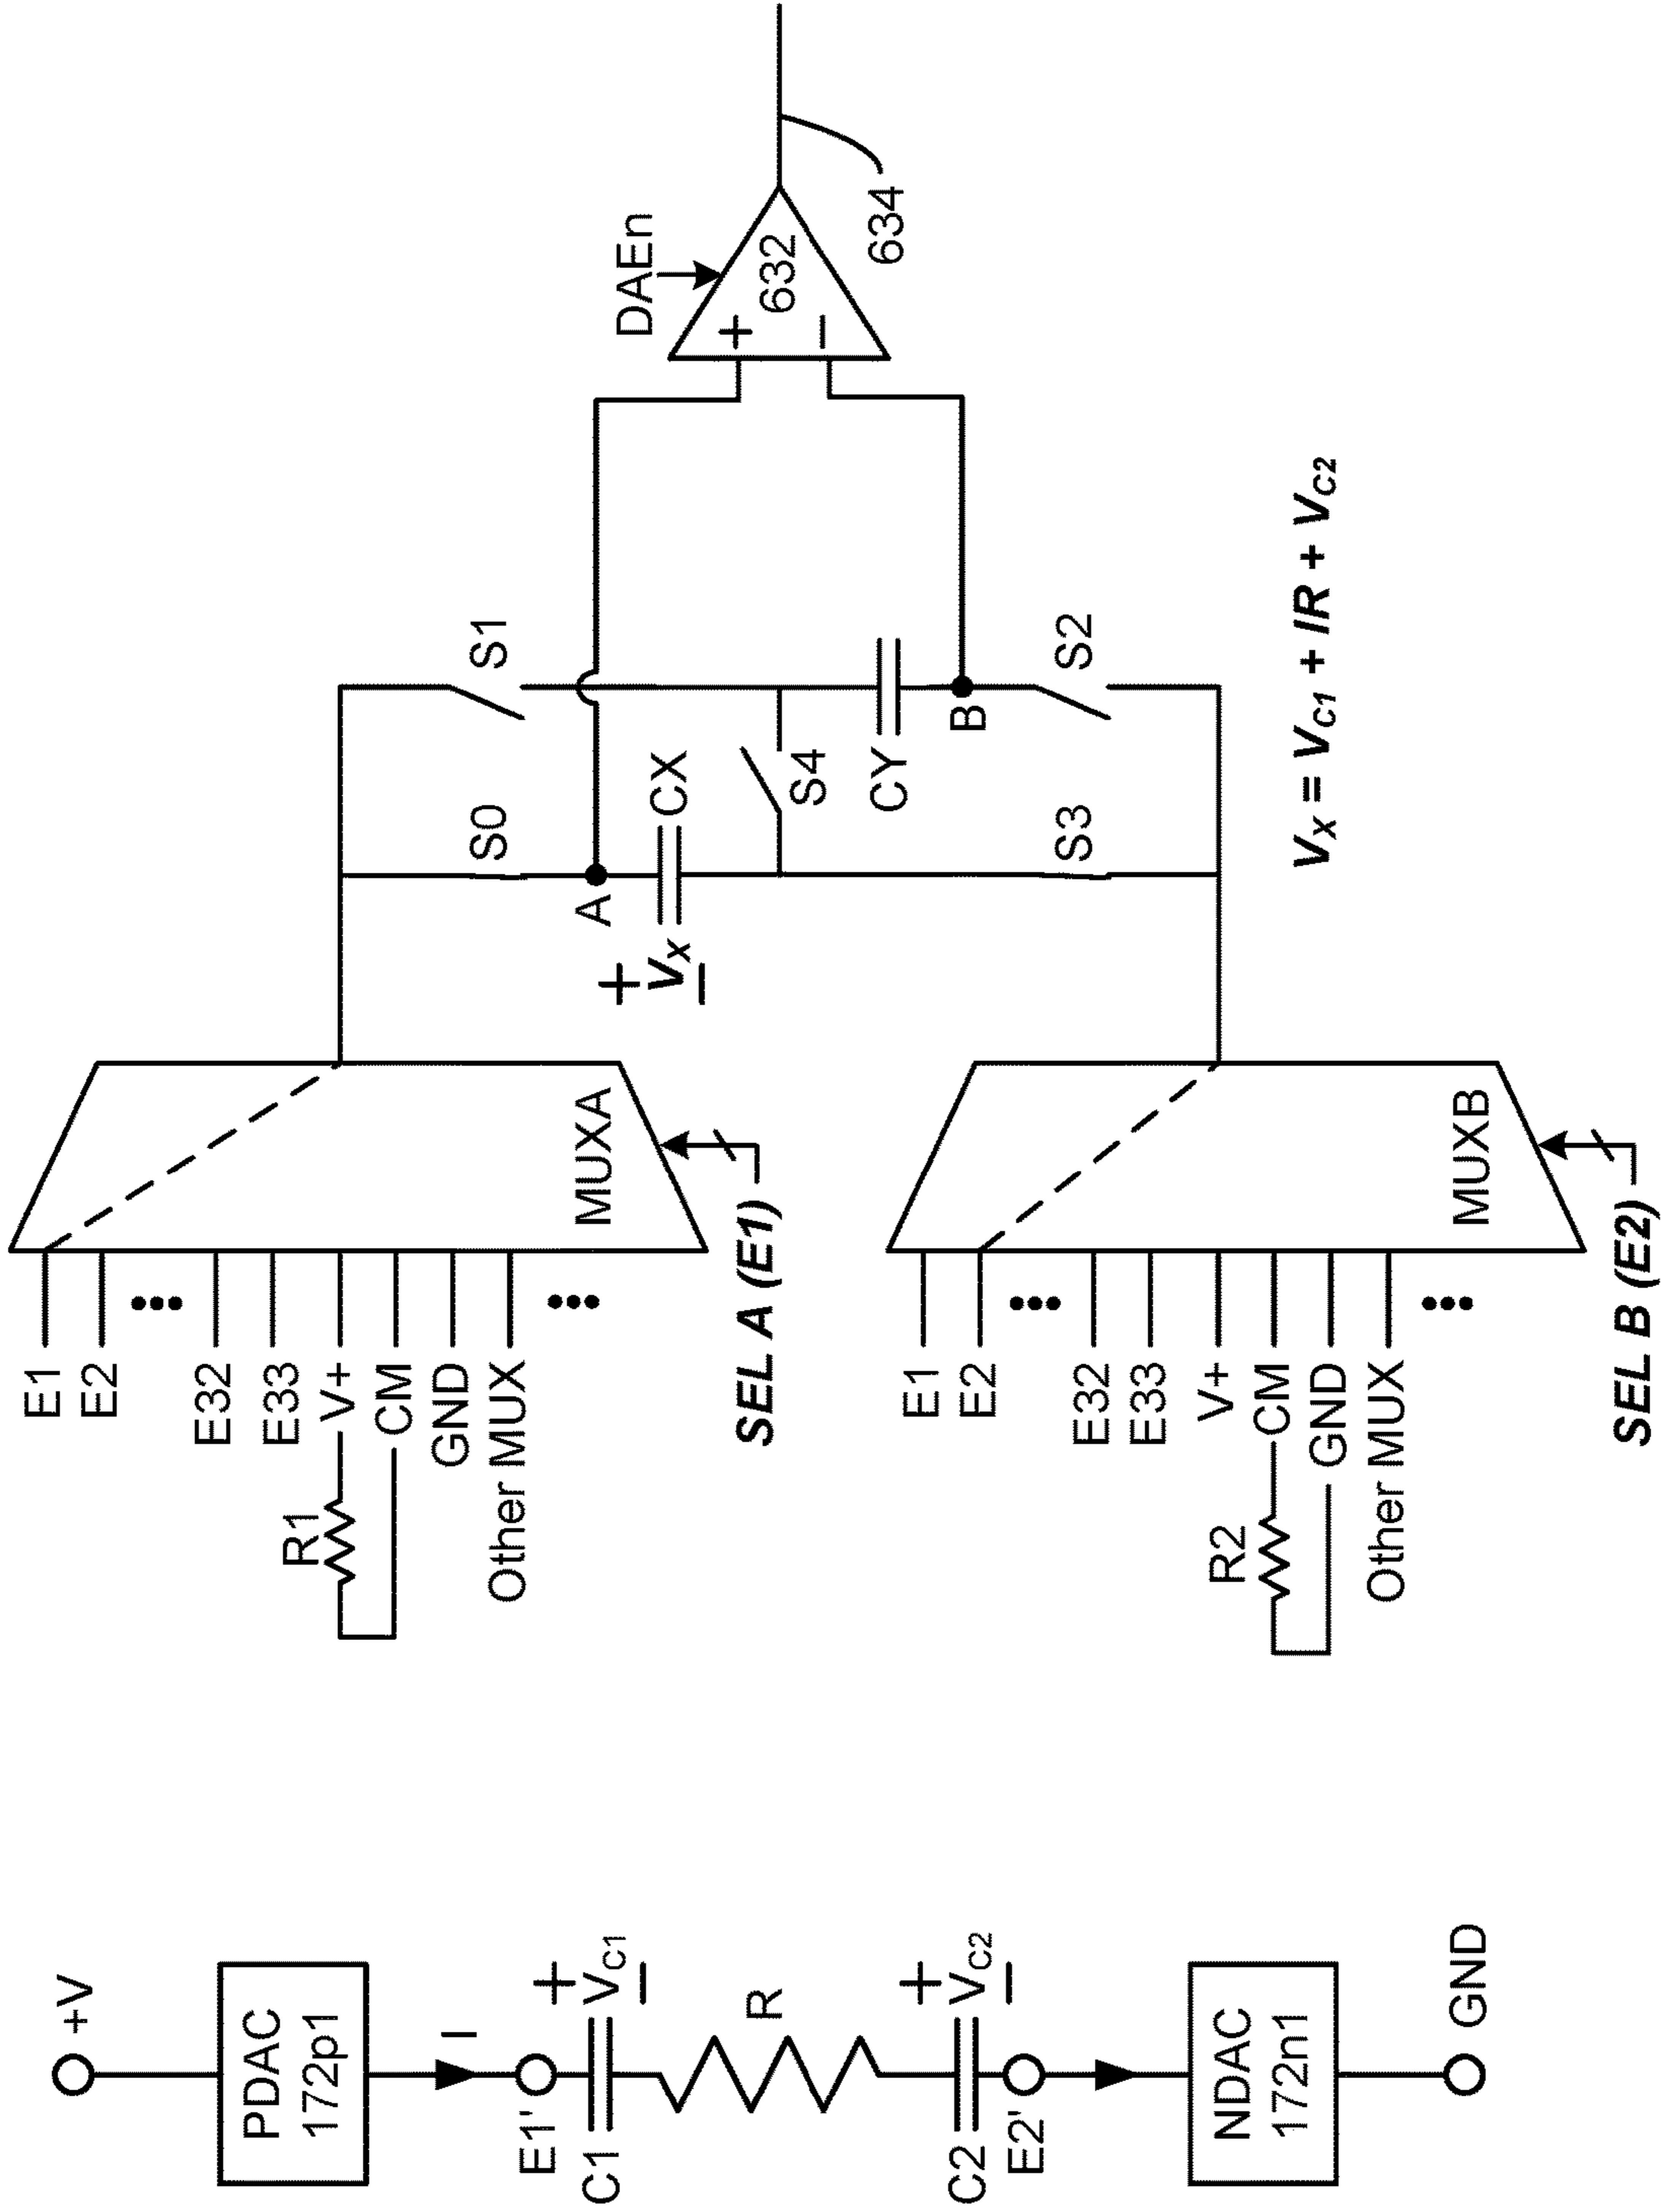 +V
PDAC
172p1
I
E1'
C1
+
VC1
–
R
C2
+
VC2
–
E2'
NDAC
172n1
GND
E1
E2
•••
E32
E33
V+
CM
GND
Other MUX
•••
R1
MUXA
SEL A (E1)
E1
E2
•••
E32
E33
V+
CM
GND
Other MUX
•••
R2
MUXB
SEL B (E2)
S0
S1
A
+
Vx
–
CX
S4
CY
B
S3
S2
DAEn
+
632
–
634
Vx = VC1 + IR + VC2